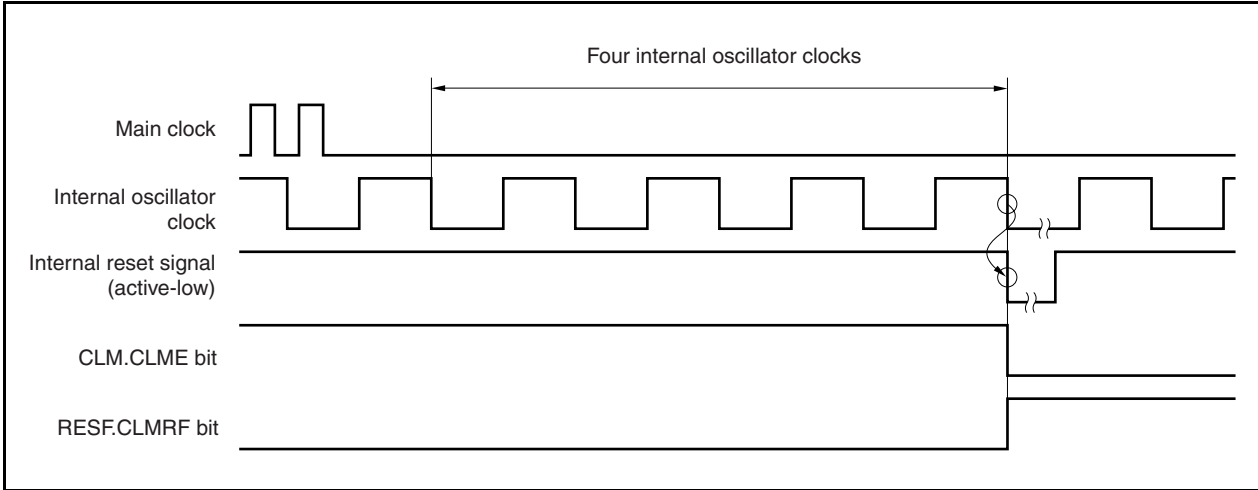 Four internal oscillator clocks
Main clock
Internal oscillator
clock
Internal reset signal
(active-low)
CLM.CLME bit
RESF.CLMRF bit